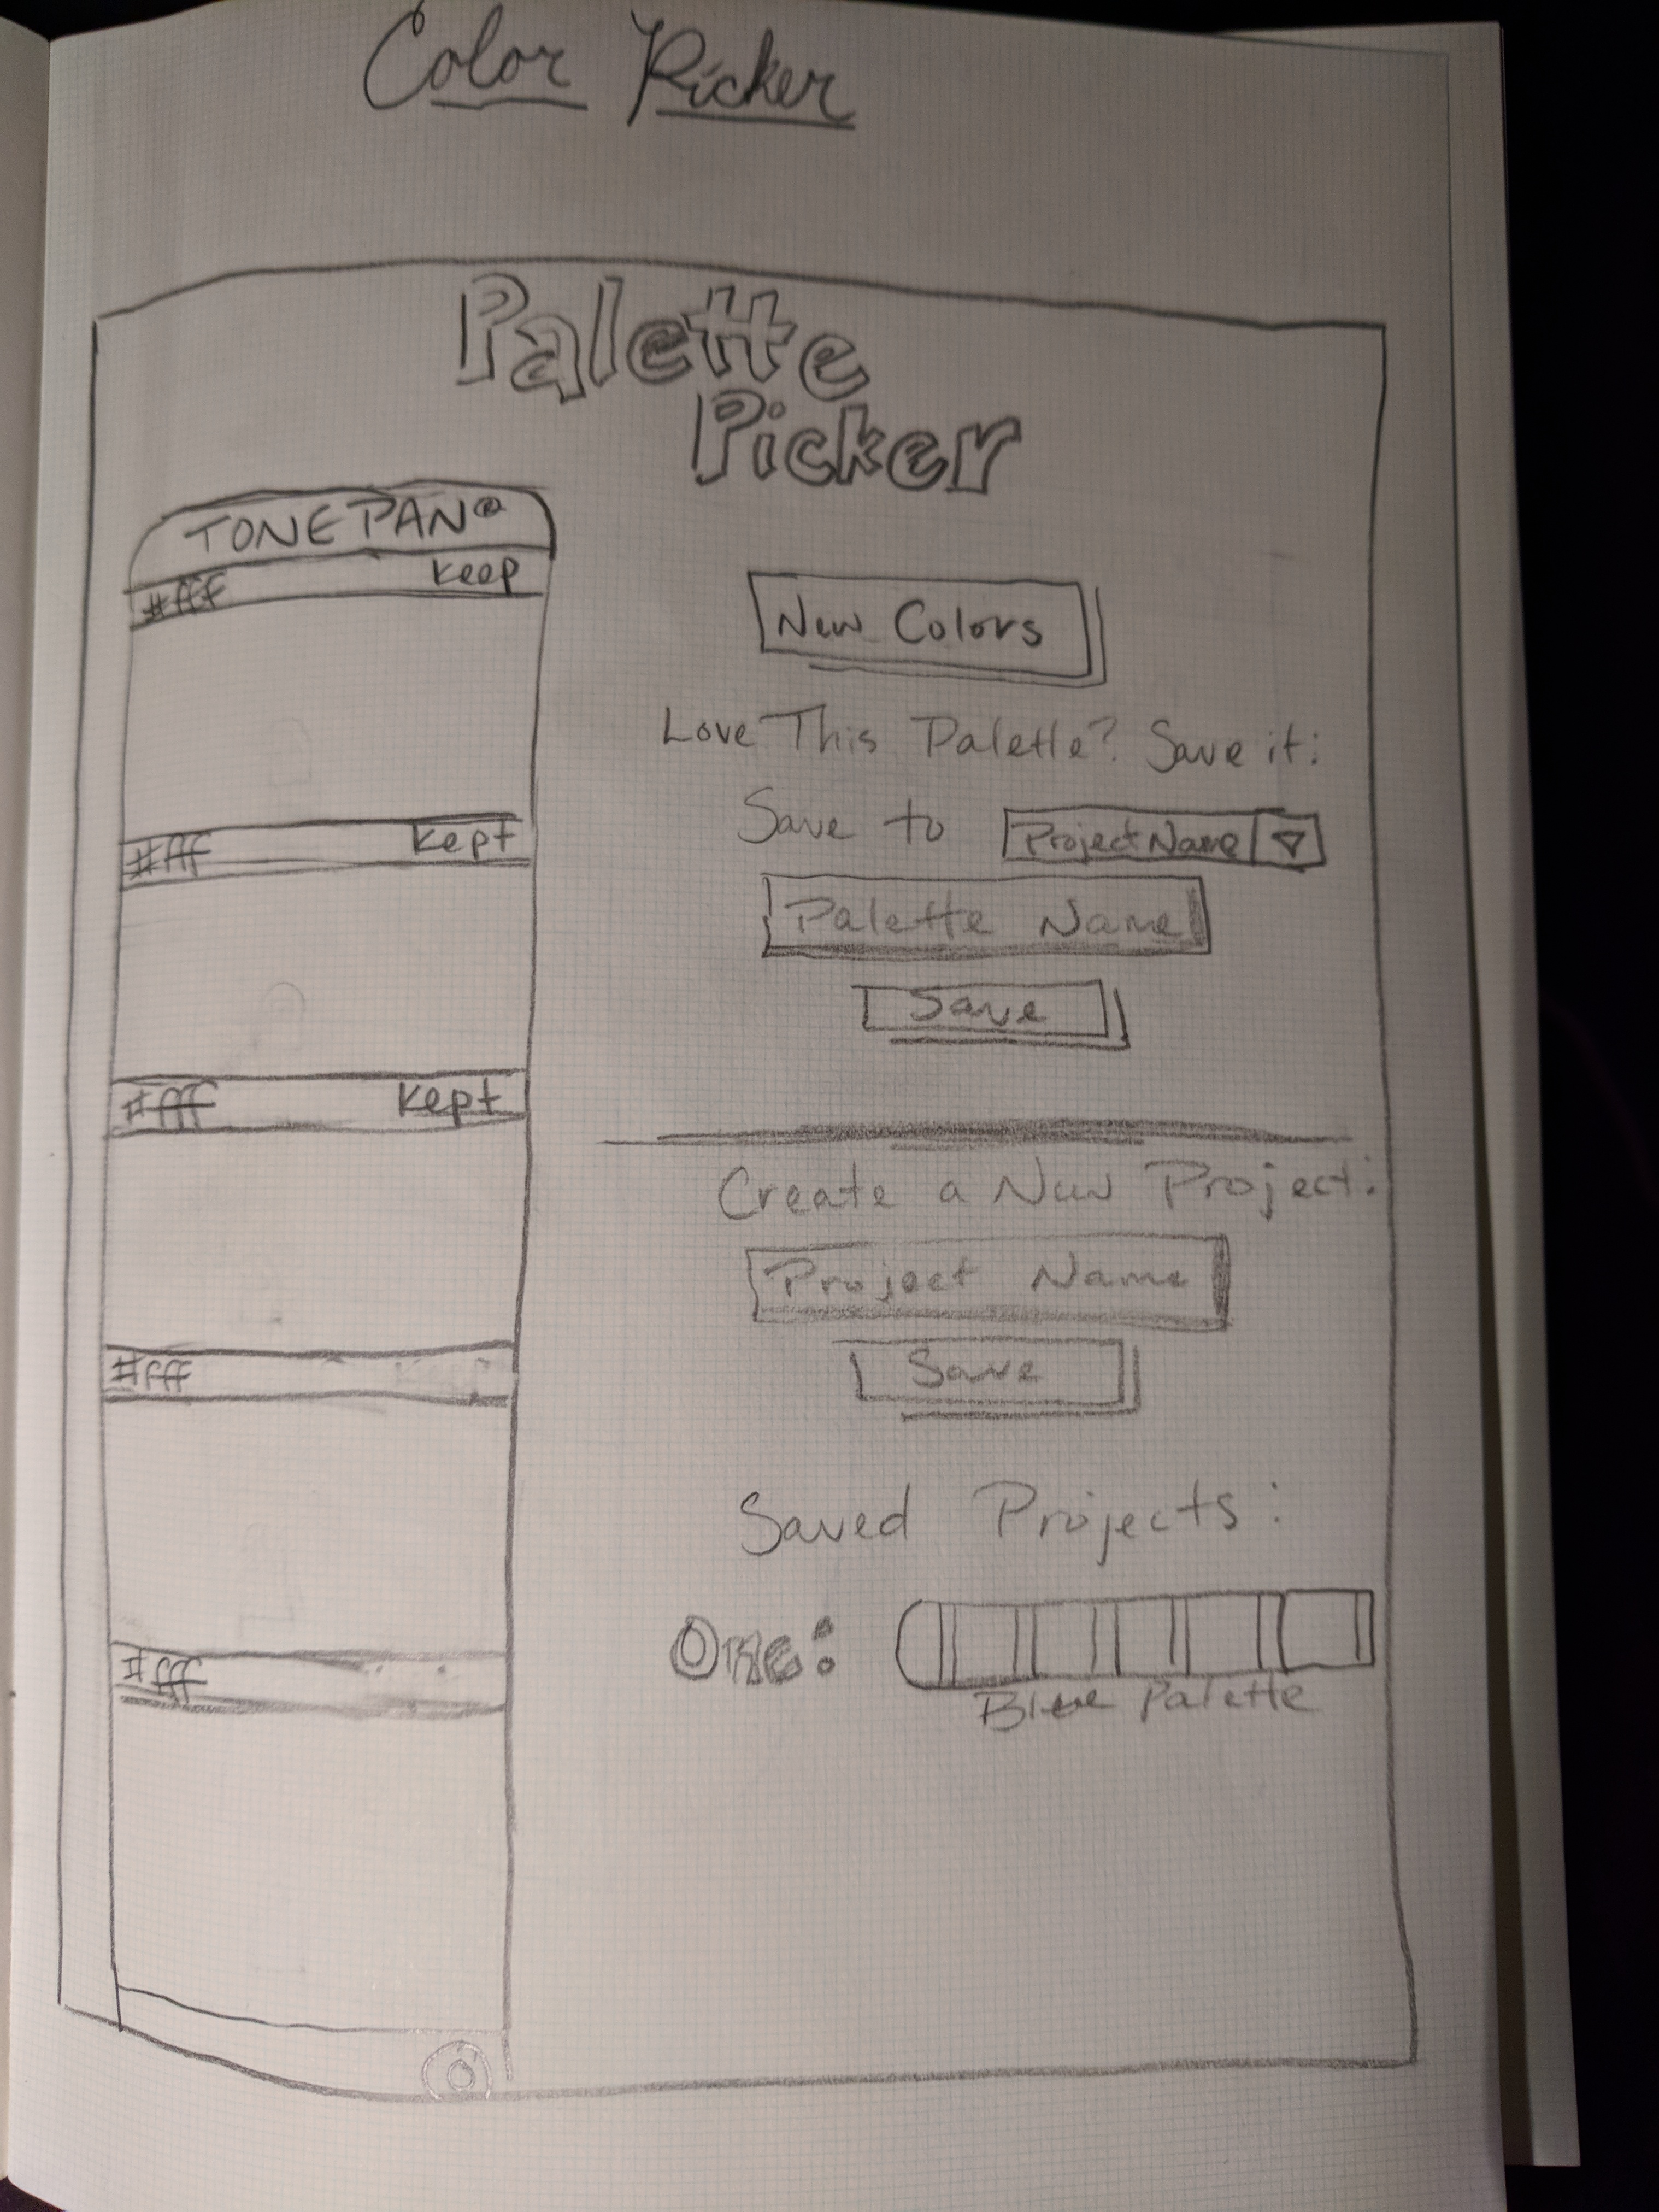 Color Picker
Palette
Picker
TONEPAN®
#fff Keep
#fff Kept
#fff Kept
#fff
#fff
New Colors
Love This Palette? Save it:
Save to Project Name
Palette Name
Save
Create a New Project:
Project Name
Save
Saved Projects:
One:
Blue Palette